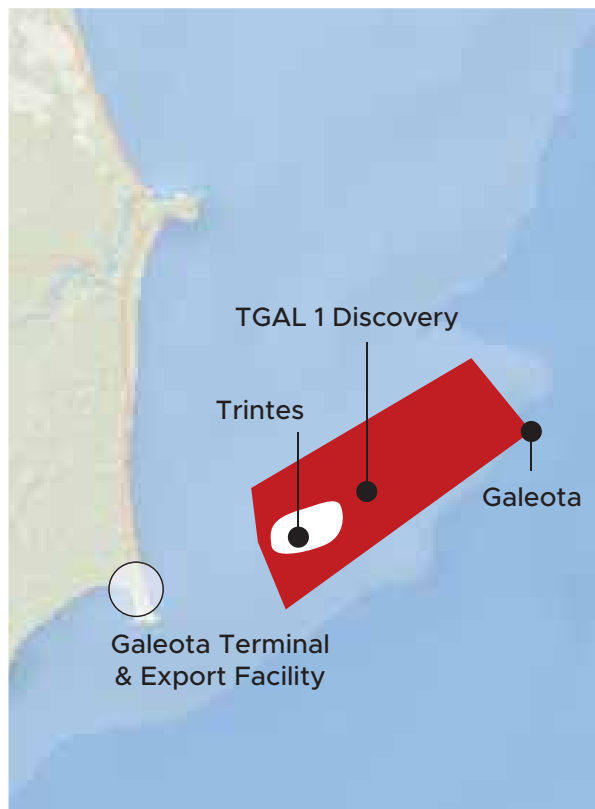 TGAL 1 Discovery
Trintes
Galeota
Galeota Terminal
& Export Facility